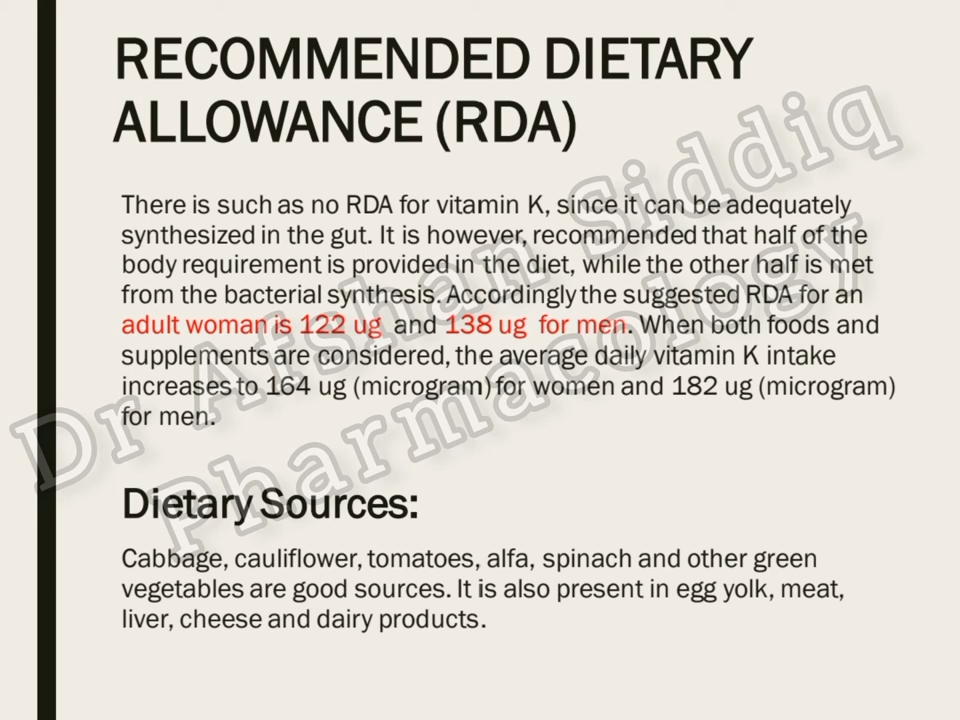 RECOMMENDED DIETARY
ALLOWANCE (RDA)
There is such as no RDA for vitamin K, since it can be adequately
synthesized in the gut. It is however, recommended that half of the
body requirement is provided in the diet, while the other half is met
from the bacterial synthesis. Accordingly the suggested RDA for an
adult woman is 122 ug and 138 ug for men. When both foods and
supplements are considered, the average daily vitamin K intake
increases to 164 ug (microgram) for women and 182 ug (microgram)
for men.
Dietary Sources:
Cabbage, cauliflower, tomatoes, alfa, spinach and other green
vegetables are good sources. It is also present in egg yolk, meat,
liver, cheese and dairy products.
Dr Afshan Siddiq
Pharmacology